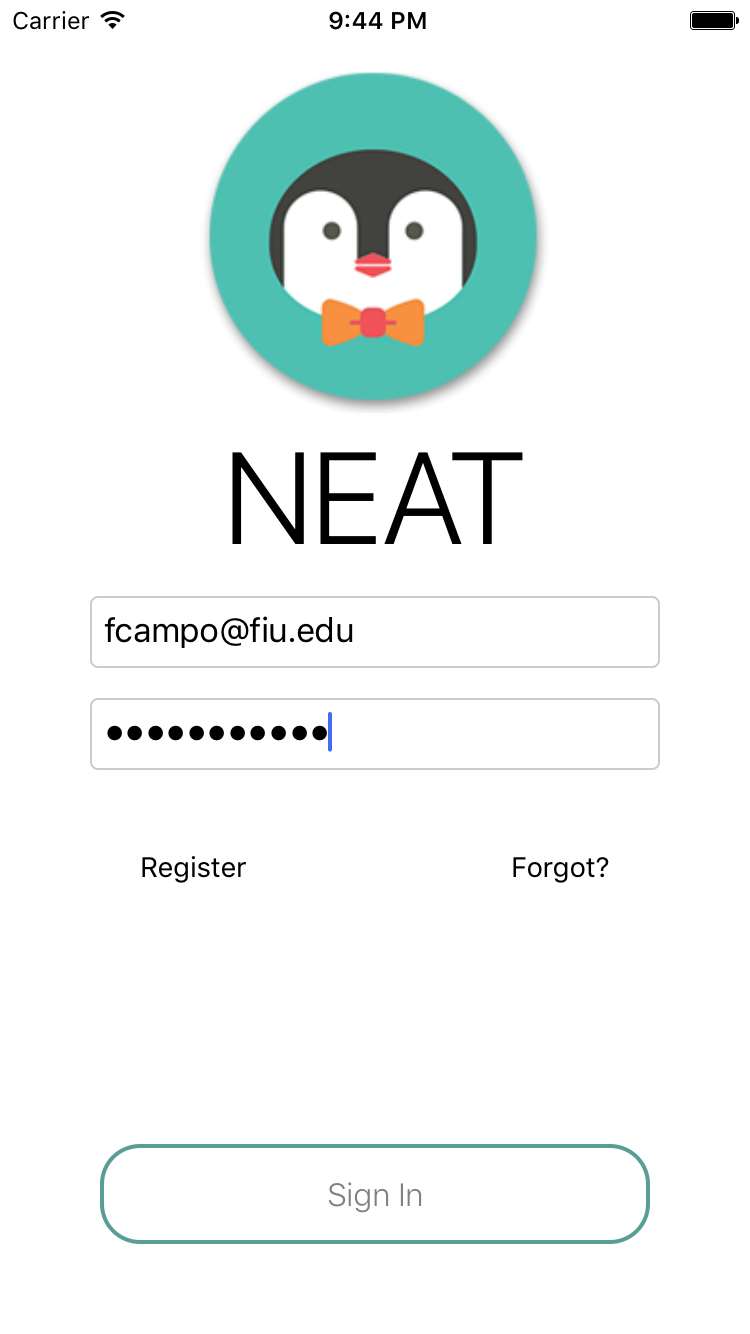 Carrier 9:44 PM
NEAT
fcampo@fiu.edu
●●●●●●●●●●●
Register Forgot?
Sign In